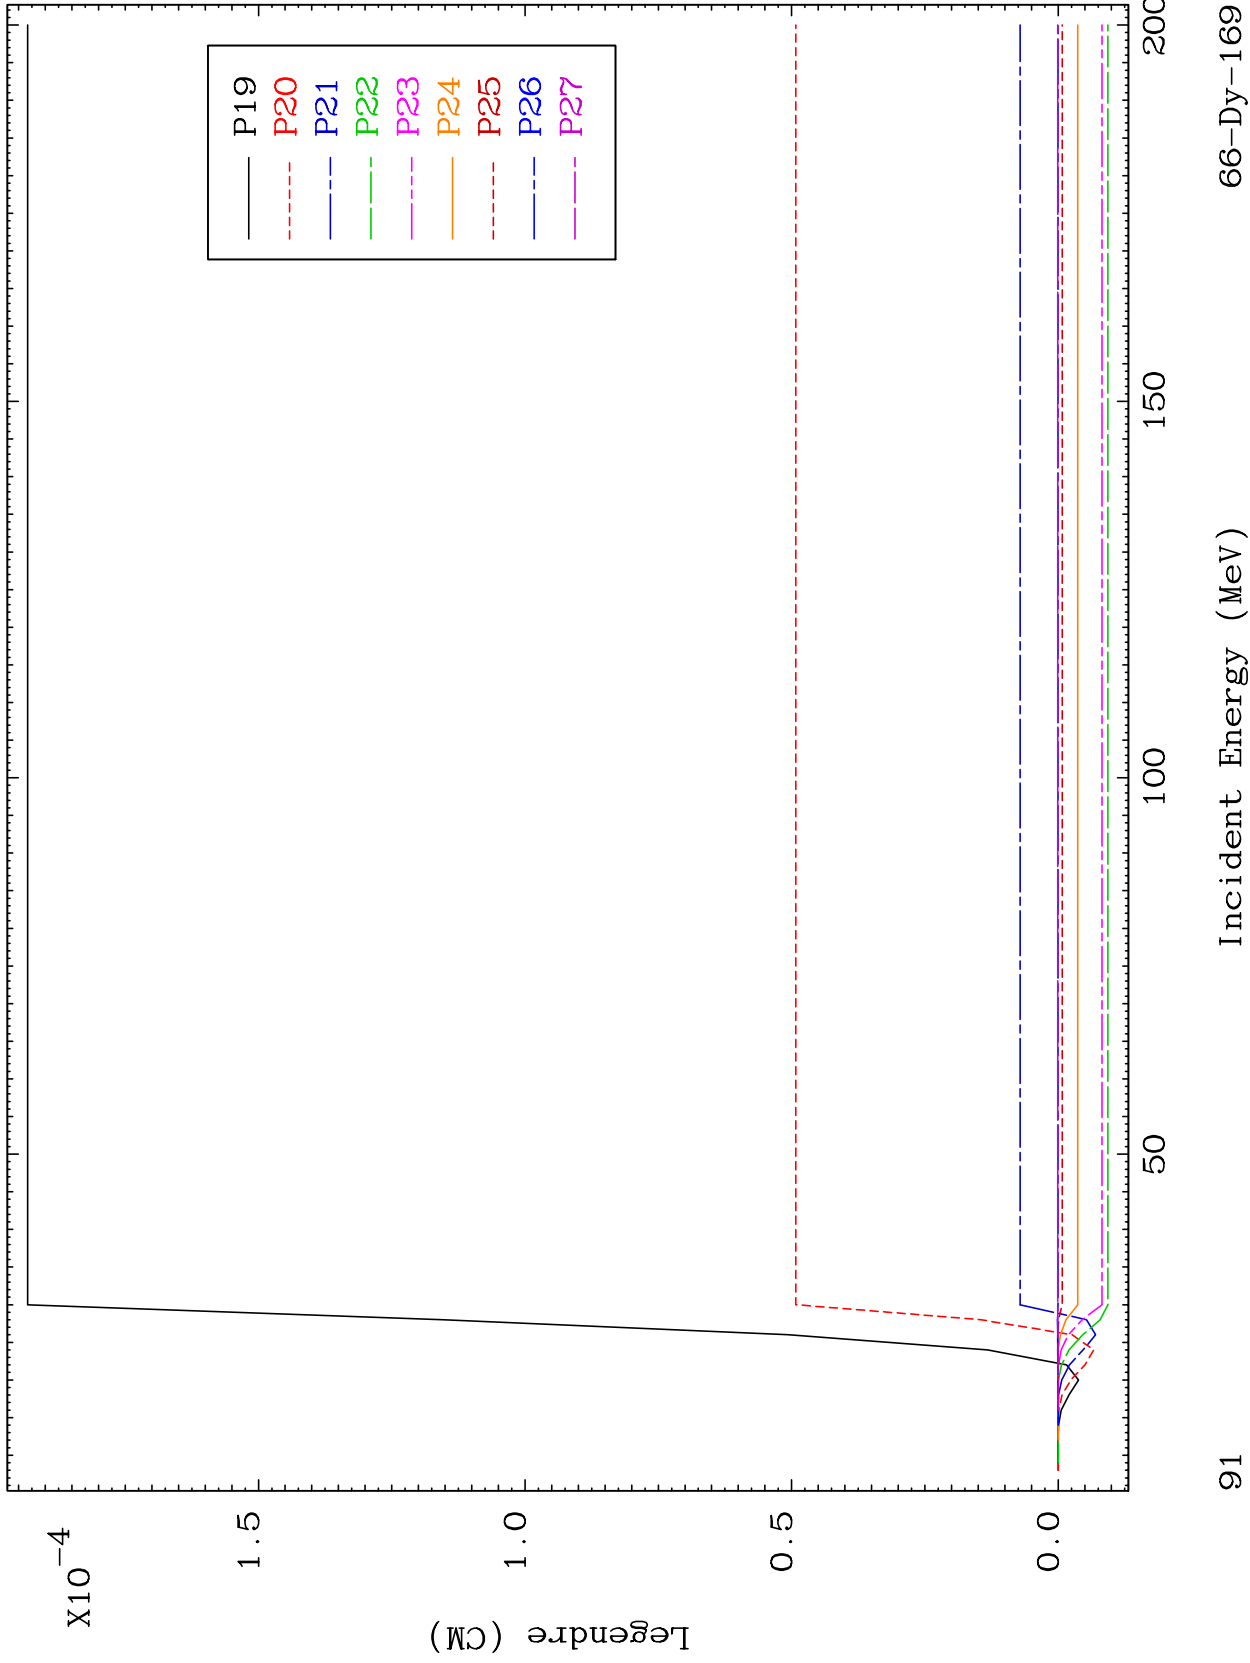 X10-4
Legendre (CM)
1.5
1.0
0.5
0.0
P19
P20
P21
P22
P23
P24
P25
P26
P27
50
100
150
200
Incident Energy (MeV)
91
66-Dy-169